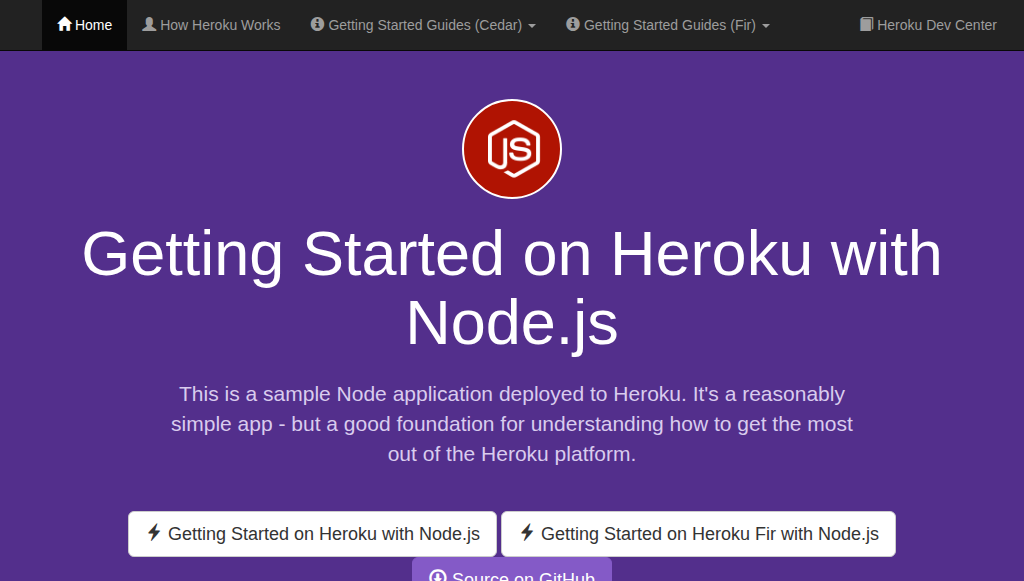 Home How Heroku Works Getting Started Guides (Cedar) Getting Started Guides (Fir) Heroku Dev Center
JS
Getting Started on Heroku with
Node.js
This is a sample Node application deployed to Heroku. It's a reasonably
simple app - but a good foundation for understanding how to get the most
out of the Heroku platform.
Getting Started on Heroku with Node.js Getting Started on Heroku Fir with Node.js
Source on GitHub